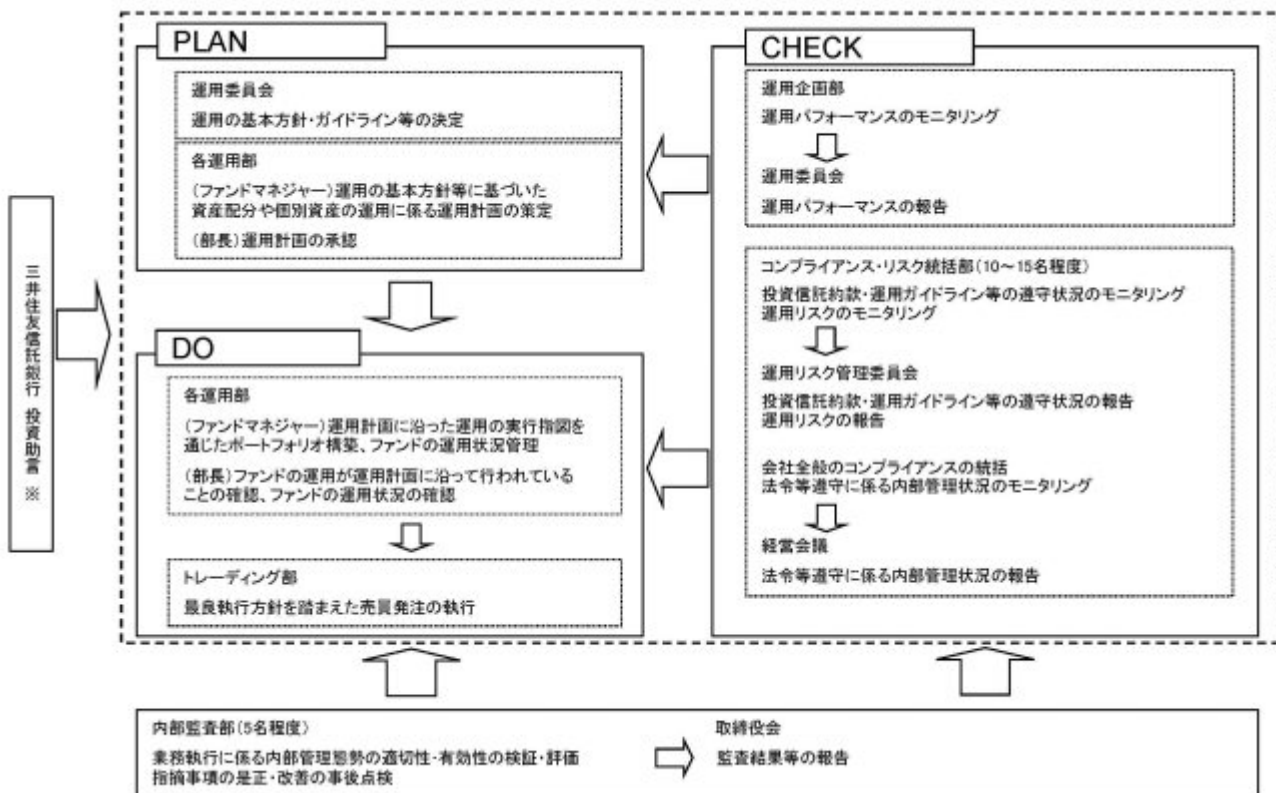 三井住友信託銀行 投資助言 ※
PLAN
運用委員会
運用の基本方針・ガイドライン等の決定
各運用部
(ファンドマネジャー)運用の基本方針等に基づいた
資産配分や個別資産の運用に係る運用計画の策定
(部長)運用計画の承認
DO
各運用部
(ファンドマネジャー)運用計画に沿った運用の実行指図を
通じたポートフォリオ構築、ファンドの運用状況管理
(部長)ファンドの運用が運用計画に沿って行われている
ことの確認、ファンドの運用状況の確認
トレーディング部
最良執行方針を踏まえた売買発注の執行
CHECK
運用企画部
運用パフォーマンスのモニタリング
運用委員会
運用パフォーマンスの報告
コンプライアンス・リスク統括部(10～15名程度)
投資信託約款・運用ガイドライン等の遵守状況のモニタリング
運用リスクのモニタリング
運用リスク管理委員会
投資信託約款・運用ガイドライン等の遵守状況の報告
運用リスクの報告
会社全般のコンプライアンスの統括
法令等遵守に係る内部管理状況のモニタリング
経営会議
法令等遵守に係る内部管理状況の報告
内部監査部(5名程度)
業務執行に係る内部管理態勢の適切性・有効性の検証・評価
指摘事項の是正・改善の事後点検
取締役会
監査結果等の報告